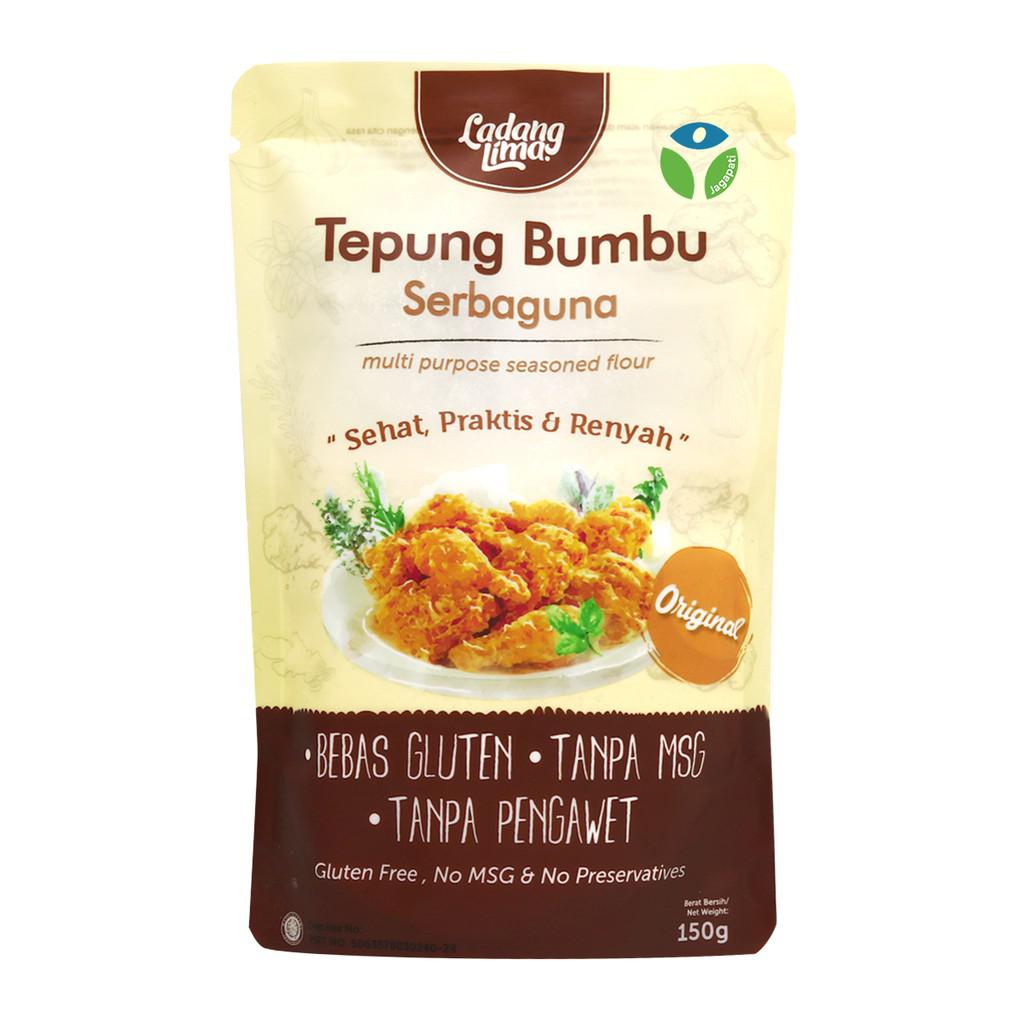 Ladang
Lima.
Jagapati
Tepung Bumbu
Serbaguna
multi purpose seasoned flour
"Sehat, Praktis & Renyah"
Original
• BEBAS GLUTEN • TANPA MSG
• TANPA PENGAWET
Gluten Free , No MSG & No Preservatives
Berat Bersih/
Net Weight:
150g